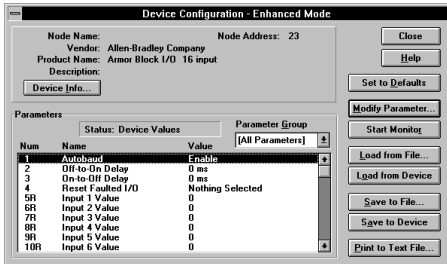 Device Configuration - Enhanced Mode
Node Name: Node Address: 23
Vendor: Allen-Bradley Company
Product Name: Armor Block I/O 16 input
Description:
Device Info...
Close
Help
Set to Defaults
Modify Parameter...
Start Monitor
Load from File...
Load from Device
Save to File...
Save to Device
Print to Text File...
Parameters
Status: Device Values
Parameter Group
[All Parameters]
Num Name Value
1 Autobaud Enable
2 Off-to-On Delay 0 ms
3 On-to-Off Delay 0 ms
4 Reset Faulted I/O Nothing Selected
5R Input 1 Value 0
6R Input 2 Value 0
7R Input 3 Value 0
8R Input 4 Value 0
9R Input 5 Value 0
10R Input 6 Value 0